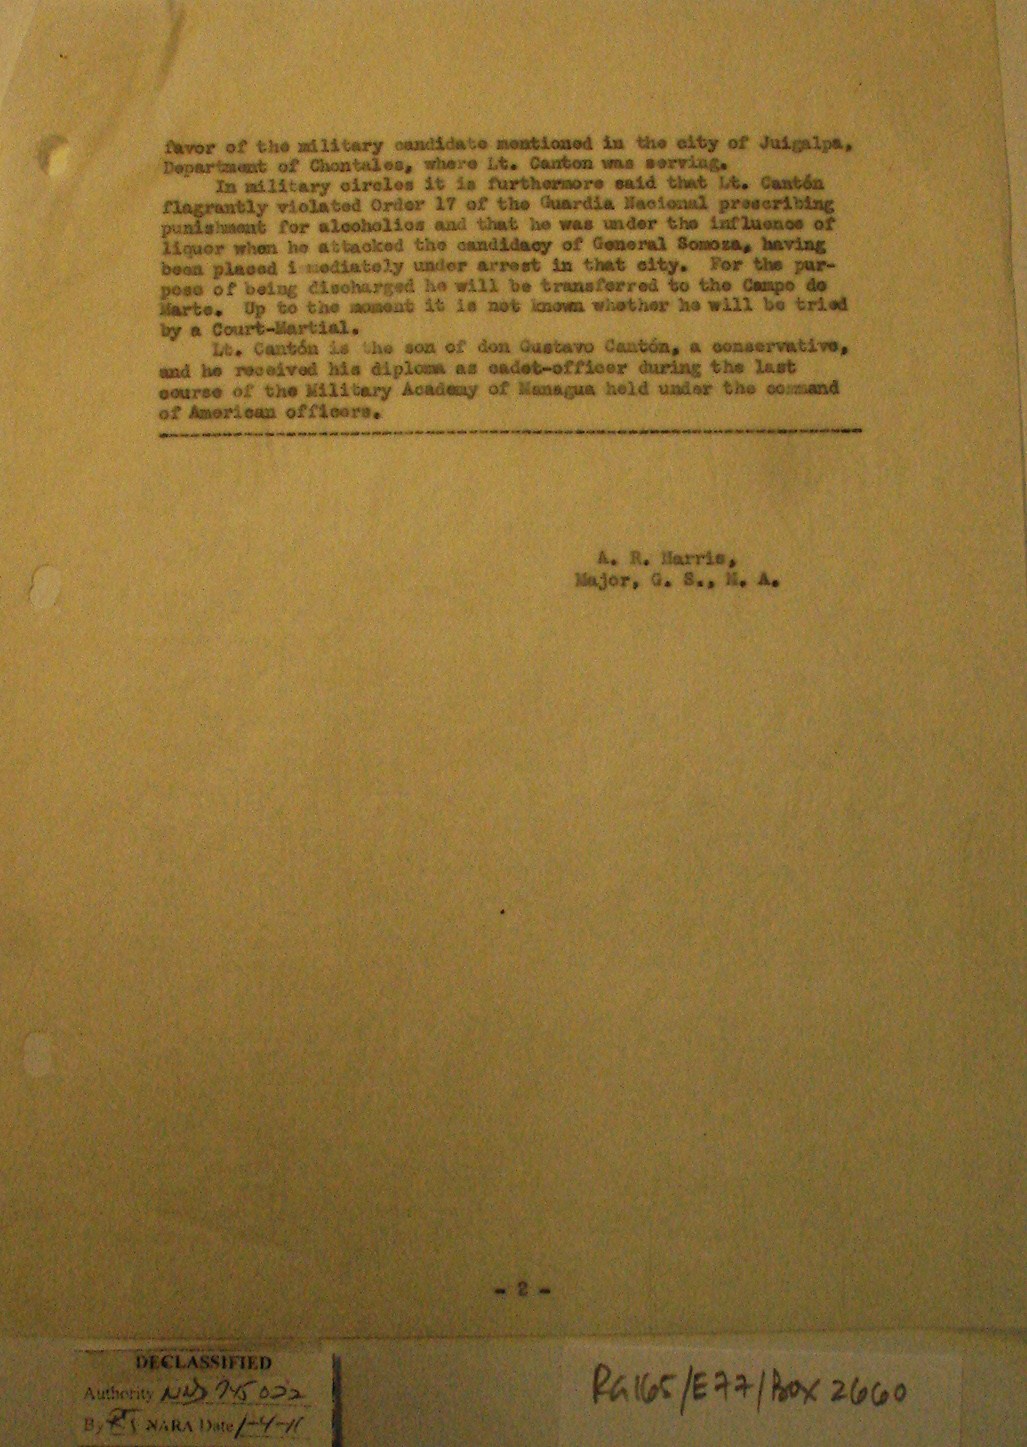 favor of the military candidate mentioned in the city of Juigalpa,
Department of Chontales, where Lt. Canton was serving.
In military circles it is furthermore said that Lt. Cantón
flagrantly violated Order 17 of the Guardia Nacional prescribing
punishment for alcoholics and that he was under the influence of
liquor when he attacked the candidacy of General Somoza, having
been placed i mediately under arrest in that city. For the pur-
pose of being discharged he will be transferred to the Campo de
Marte. Up to the moment it is not known whether he will be tried
by a Court-Martial.
Lt. Cantón is the son of don Gustavo Cantón, a conservative,
and he received his diploma as cadet-officer during the last
course of the Military Academy of Managua held under the command
of American officers.
A. R. Harris,
Major, G. S., M. A.
- 2 -
DECLASSIFIED
Authority NND 745022
By NARA Date 1-4-11
RG165/E77/Box 2660